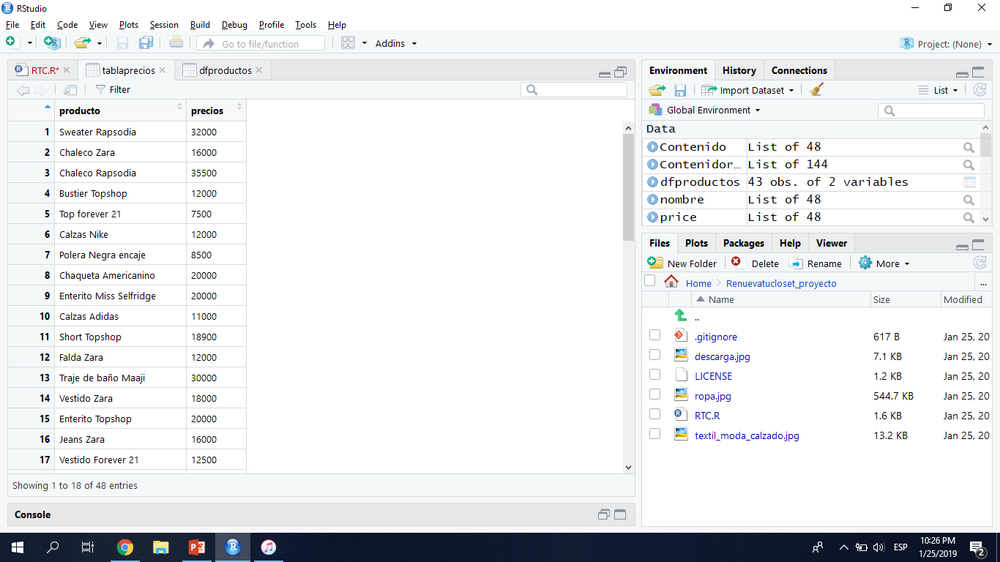 RStudio
File Edit Code View Plots Session Build Debug Profile Tools Help
Go to file/function Addins Project: (None)
RTC.R* tablaprecios dfproductos
Filter
producto precios
1 Sweater Rapsodia 32000
2 Chaleco Zara 16000
3 Chaleco Rapsodia 35500
4 Bustier Topshop 12000
5 Top forever 21 7500
6 Calzas Nike 12000
7 Polera Negra encaje 8500
8 Chaqueta Americanino 20000
9 Enterito Miss Selfridge 20000
10 Calzas Adidas 11000
11 Short Topshop 18900
12 Falda Zara 12000
13 Traje de baño Maaji 30000
14 Vestido Zara 18000
15 Enterito Topshop 20000
16 Jeans Zara 16000
17 Vestido Forever 21 12500
Showing 1 to 18 of 48 entries
Console
Environment History Connections
Import Dataset List
Global Environment
Data
Contenido List of 48
Contenidor… List of 144
dfproductos 43 obs. of 2 variables
nombre List of 48
price List of 48
Files Plots Packages Help Viewer
New Folder Delete Rename More
Home Renuevatucloset_proyecto ...
Name Size Modified
..
.gitignore 617 B Jan 25, 20
descarga.jpg 7.1 KB Jan 25, 20
LICENSE 1.2 KB Jan 25, 20
ropa.jpg 544.7 KB Jan 25, 20
RTC.R 1.6 KB Jan 25, 20
textil_moda_calzado.jpg 13.2 KB Jan 25, 20
ESP
10:26 PM
1/25/2019
2